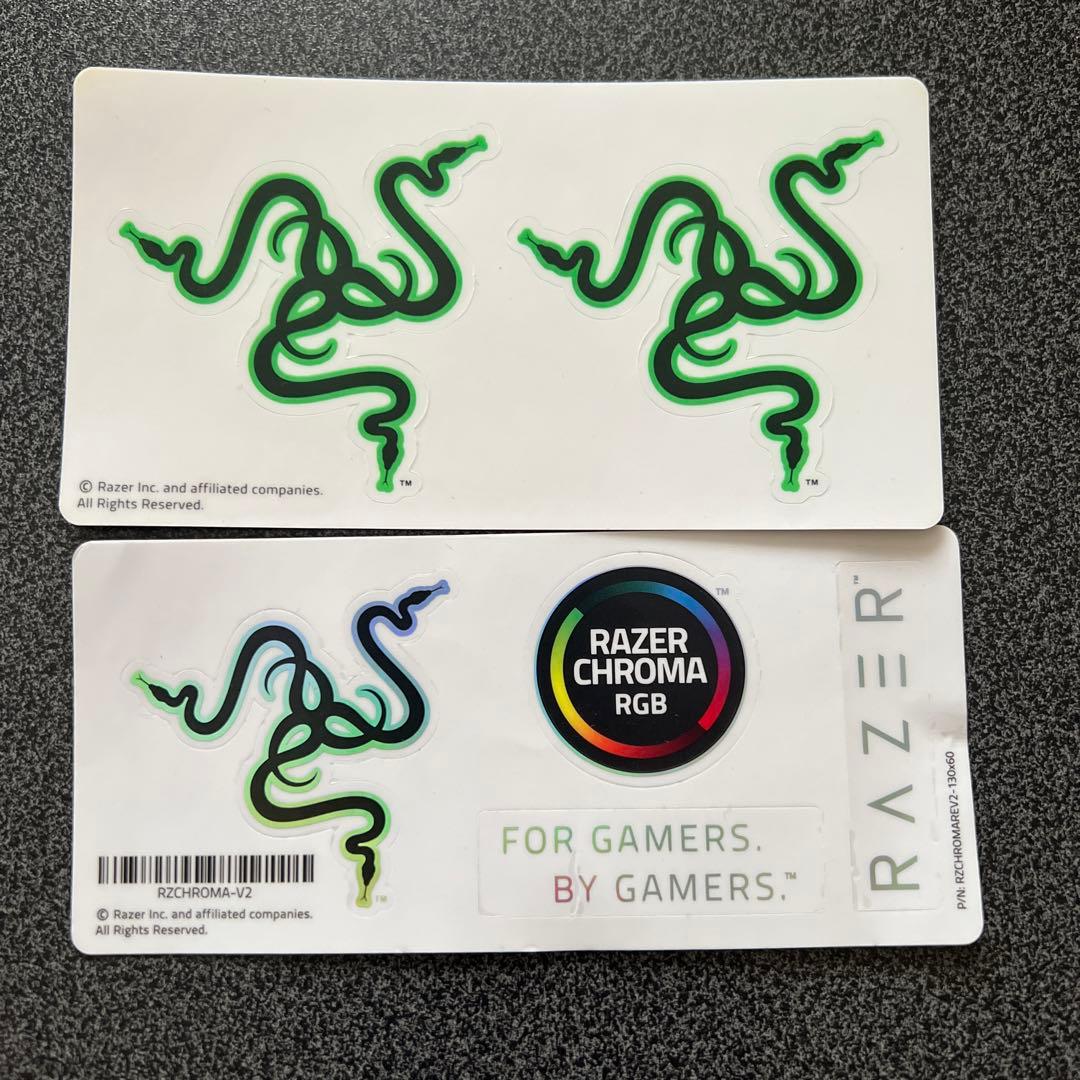 TM
TM
© Razer Inc. and affiliated companies.
All Rights Reserved.
TM
RAZER
CHROMA
RGB
FOR GAMERS.
BY GAMERS.™
RAZER™
P/N: RZCHROMAREV2-130x60
RZCHROMA-V2
TM
© Razer Inc. and affiliated companies.
All Rights Reserved.